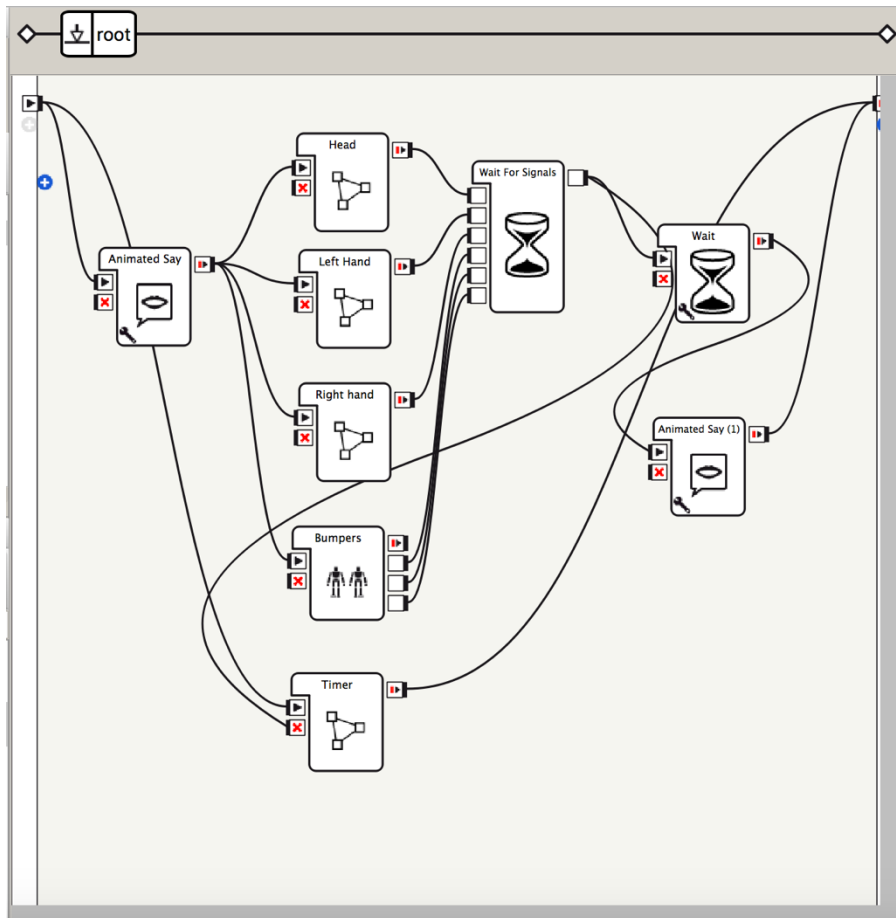 root
Head
Wait For Signals
Wait
Animated Say
Left Hand
Right hand
Animated Say (1)
Bumpers
Timer